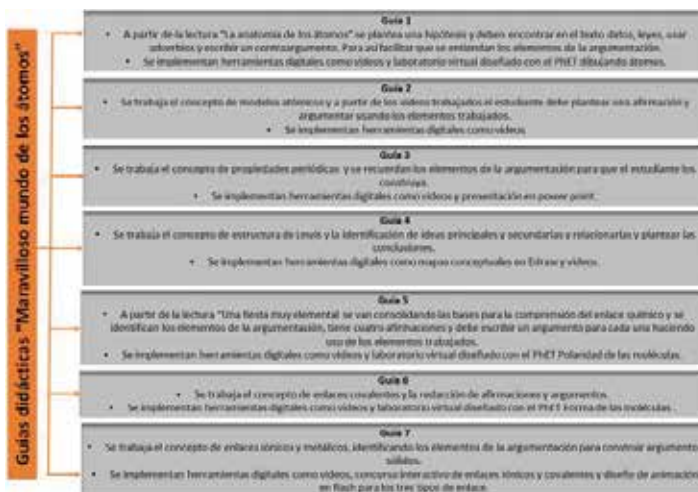 Guías didácticas "Maravilloso mundo de los átomos"
Guía 1
• A partir de la lectura "La anatomía de los átomos" se plantea una hipótesis y deben encontrar en el texto datos, leyes, usar
adverbios y escribir un contraargumento. Para así facilitar que se entiendan los elementos de la argumentación.
• Se implementan herramientas digitales como videos y laboratorio virtual diseñado con el PhET dibujando átomos.
Guía 2
• Se trabaja el concepto de modelos atómicos y a partir de los videos trabajados el estudiante debe plantear una afirmación y
argumentar usando los elementos trabajados.
• Se implementan herramientas digitales como videos
Guía 3
• Se trabaja el concepto de propiedades periódicas y se recuerdan los elementos de la argumentación para que el estudiante los
construya.
• Se implementan herramientas digitales como videos y presentación en power point.
Guía 4
• Se trabaja el concepto de estructura de Lewis y la identificación de ideas principales y secundarias y relacionarlas y plantear las
conclusiones.
• Se implementan herramientas digitales como mapas conceptuales en Edraw y videos.
Guía 5
• A partir de la lectura "Una fiesta muy elemental se van consolidando las bases para la comprensión del enlace químico y se
identifican los elementos de la argumentación, tiene cuatro afirmaciones y debe escribir un argumento para cada una haciendo
uso de los elementos trabajados.
• Se implementan herramientas digitales como videos y laboratorio virtual diseñado con el PhET Polaridad de las moléculas.
Guía 6
• Se trabaja el concepto de enlaces covalentes y la redacción de afirmaciones y argumentos.
• Se implementan herramientas digitales como videos y laboratorio virtual diseñado con el PhET Forma de las moléculas.
Guía 7
• Se trabaja el concepto de enlaces iónicos y metálicos, identificando los elementos de la argumentación para construir argumento
sólidos.
• Se implementan herramientas digitales como videos, concurso interactivo de enlaces iónicos y covalentes y diseño de animación
en flash para los tres tipos de enlace.